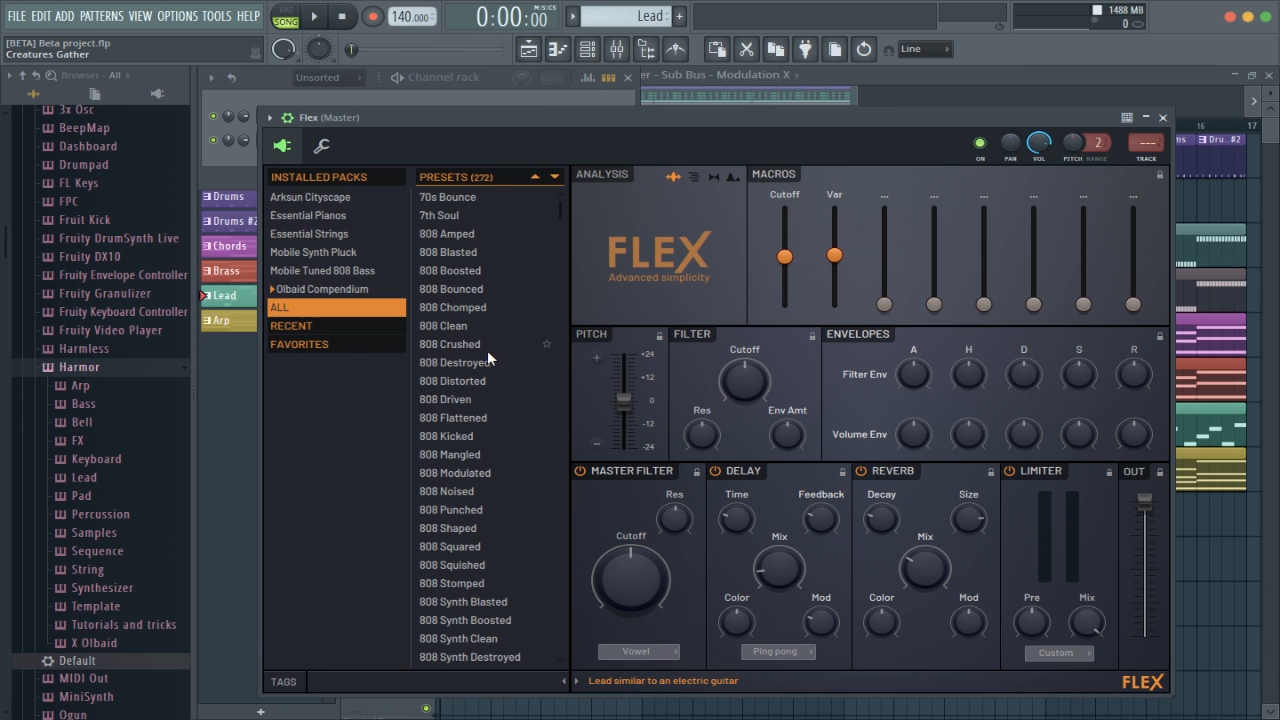 FILE EDIT ADD PATTERNS VIEW OPTIONS TOOLS HELP
PAT
SONG
140.000
0:00:00
M:S:CS
Lead
1488 MB
0
[BETA] Beta project.flp
Creatures Gather
Line
Browser - All
Unsorted
Channel rack
er - Sub Bus - Modulation X
3x Osc
BeepMap
Dashboard
Drumpad
FL Keys
FPC
Fruit Kick
Fruity DrumSynth Live
Fruity DX10
Fruity Envelope Controller
Fruity Granulizer
Fruity Keyboard Controller
Fruity Video Player
Harmless
Harmor
Arp
Bass
Bell
FX
Keyboard
Lead
Pad
Percussion
Samples
Sequence
String
Synthesizer
Template
Tutorials and tricks
X Olbaid
Default
MIDI Out
MiniSynth
Ogun
Drums
Drums #2
Chords
Brass
Lead
Arp
Flex (Master)
ON
PAN
VOL
PITCH
RANGE
2
---
TRACK
INSTALLED PACKS
Arksun Cityscape
Essential Pianos
Essential Strings
Mobile Synth Pluck
Mobile Tuned 808 Bass
Olbaid Compendium
ALL
RECENT
FAVORITES
TAGS
PRESETS (272)
70s Bounce
7th Soul
808 Amped
808 Blasted
808 Boosted
808 Bounced
808 Chomped
808 Clean
808 Crushed
808 Destroyed
808 Distorted
808 Driven
808 Flattened
808 Kicked
808 Mangled
808 Modulated
808 Noised
808 Punched
808 Shaped
808 Squared
808 Squished
808 Stomped
808 Synth Blasted
808 Synth Boosted
808 Synth Clean
808 Synth Destroyed
ANALYSIS
FLEX
Advanced simplicity
MACROS
Cutoff
Var
...
...
...
...
...
...
PITCH
+24
+12
0
-12
-24
FILTER
Cutoff
Res
Env Amt
ENVELOPES
A
H
D
S
R
Filter Env
Volume Env
MASTER FILTER
Res
Cutoff
Vowel
DELAY
Time
Feedback
Mix
Color
Mod
Ping pong
REVERB
Decay
Size
Mix
Color
Mod
LIMITER
Pre
Mix
Custom
OUT
Lead similar to an electric guitar
FLEX
16
17
ms
Dru..#2